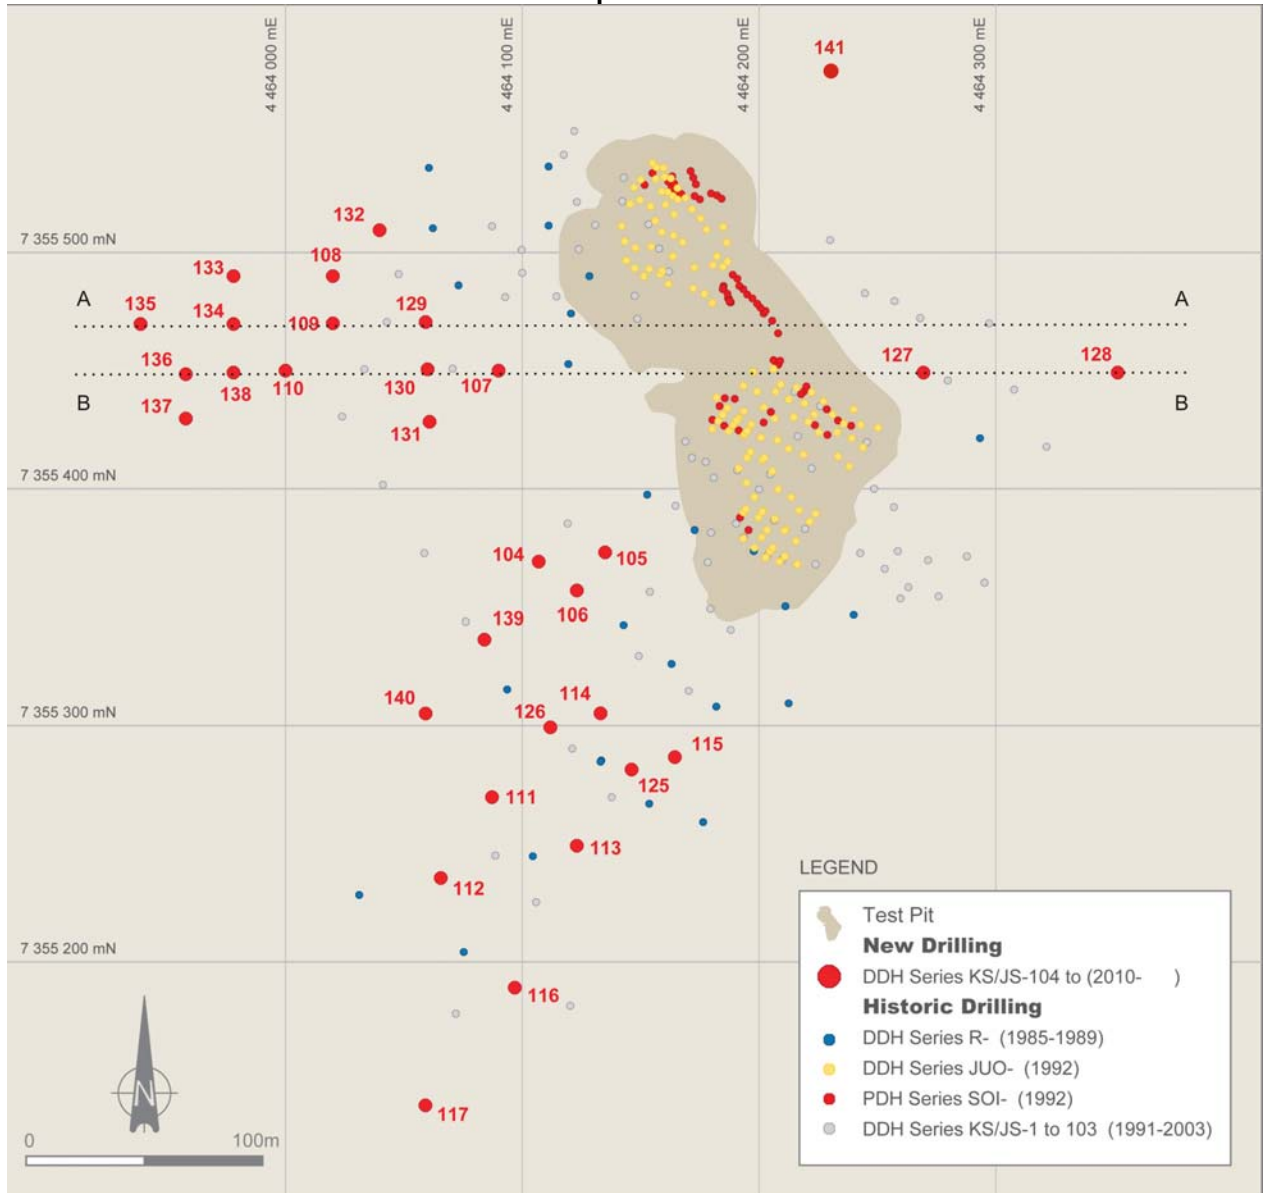 4 464 000 mE
4 464 100 mE
4 464 200 mE
4 464 300 mE
141
132
7 355 500 mN
133
108
A
135
134
109
129
A
136
138
110
130
107
127
128
B
137
131
B
7 355 400 mN
104
105
106
139
140
126
114
7 355 300 mN
115
125
111
113
112
7 355 200 mN
116
117
N
0 100m
LEGEND
Test Pit
New Drilling
DDH Series KS/JS-104 to (2010- )
Historic Drilling
DDH Series R- (1985-1989)
DDH Series JUO- (1992)
PDH Series SOI- (1992)
DDH Series KS/JS-1 to 103 (1991-2003)